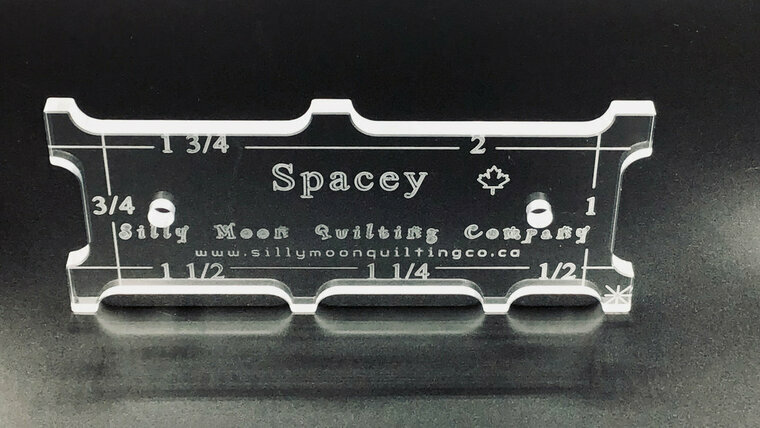 1 3/4 2
Spacey
3/4 1
Silly Moon Quilting Company
www.sillymoonquiltingco.ca
1 1/2 1 1/4 1/2